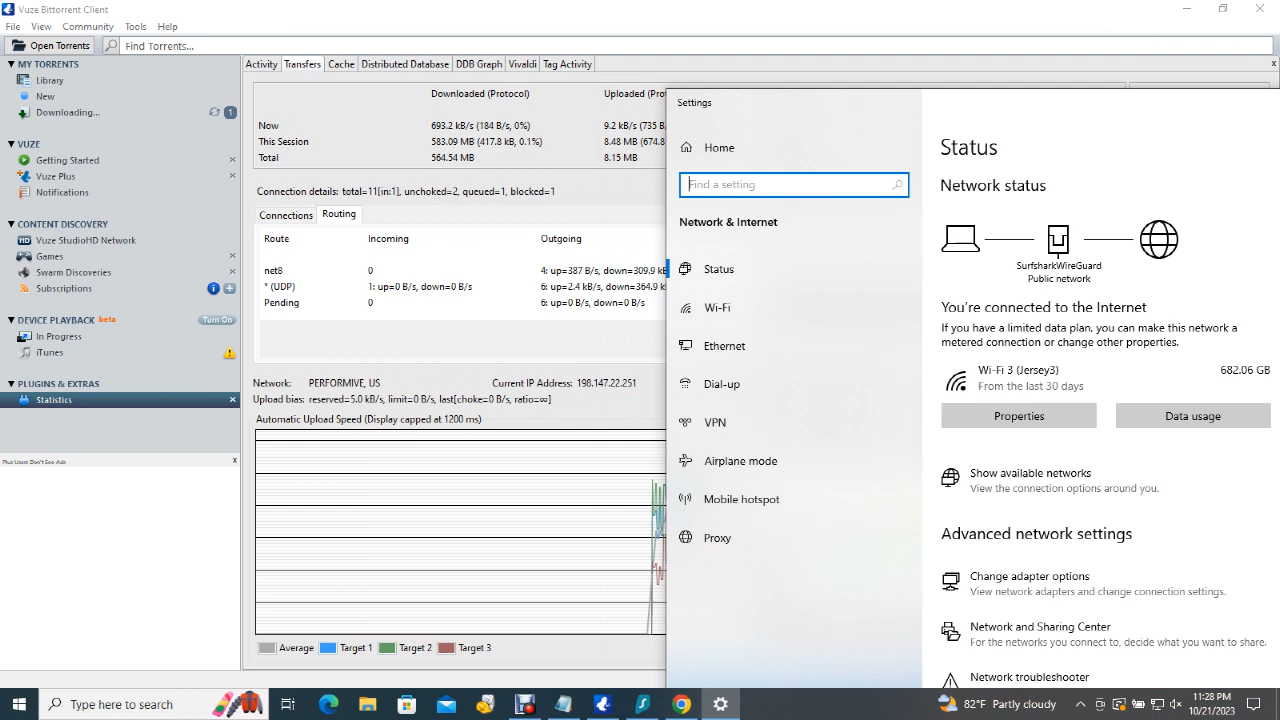 Vuze Bittorrent Client
File View Community Tools Help
Open Torrents Find Torrents...
MY TORRENTS
Library
New
Downloading... 1
VUZE
Getting Started
Vuze Plus
Notifications
CONTENT DISCOVERY
HD Vuze StudioHD Network
Games
Swarm Discoveries
Subscriptions
DEVICE PLAYBACK beta Turn On
In Progress
iTunes
PLUGINS & EXTRAS
Statistics
Plus Users Don't See Ads x
Activity Transfers Cache Distributed Database DDB Graph Vivaldi Tag Activity x
Downloaded (Protocol) Uploaded (Pro
Now 693.2 kB/s (184 B/s, 0%) 9.2 kB/s (735 B
This Session 583.09 MB (417.8 kB, 0.1%) 8.48 MB (674.8
Total 564.54 MB 8.15 MB
Connection details: total=11[in:1], unchoked=2, queued=1, blocked=1
Connections Routing
Route Incoming Outgoing
net8 0 4: up=387 B/s, down=309.9 kB
* (UDP) 1: up=0 B/s, down=0 B/s 6: up=2.4 kB/s, down=364.9 k
Pending 0 6: up=0 B/s, down=0 B/s
Network: PERFORMIVE, US Current IP Address: 198.147.22.251
Upload bias: reserved=5.0 kB/s, limit=0 B/s, last[choke=0 B/s; ratio=∞]
Automatic Upload Speed (Display capped at 1200 ms)
Average Target 1 Target 2 Target 3
Settings
Home
Find a setting
Network & Internet
Status
Wi-Fi
Ethernet
Dial-up
VPN
Airplane mode
Mobile hotspot
Proxy
Status
Network status
SurfsharkWireGuard
Public network
You're connected to the Internet
If you have a limited data plan, you can make this network a
metered connection or change other properties.
Wi-Fi 3 (Jersey3) 682.06 GB
From the last 30 days
Properties Data usage
Show available networks
View the connection options around you.
Advanced network settings
Change adapter options
View network adapters and change connection settings.
Network and Sharing Center
For the networks you connect to, decide what you want to share.
Network troubleshooter
Type here to search
82°F Partly cloudy
11:28 PM
10/21/2023